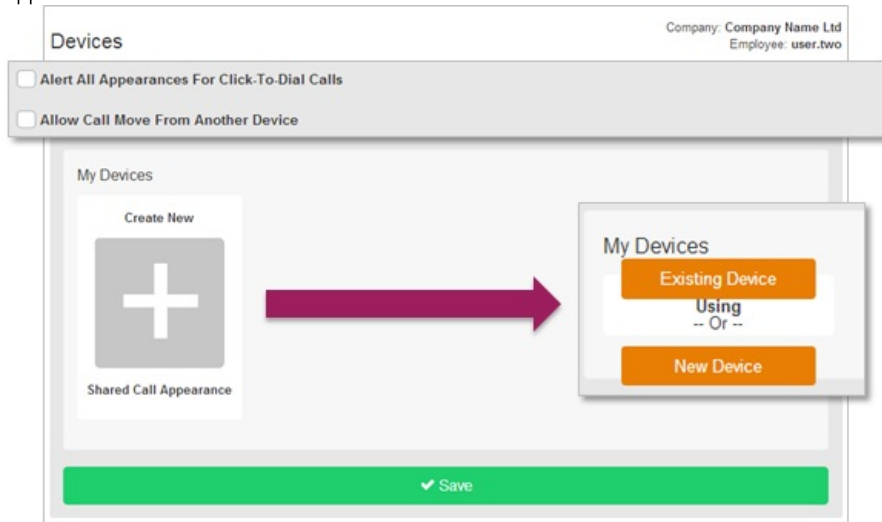 Devices
Company: Company Name Ltd
Employee: user.two
Alert All Appearances For Click-To-Dial Calls
Allow Call Move From Another Device
My Devices
Create New
Shared Call Appearance
My Devices
Existing Device
Using
-- Or --
New Device
Save